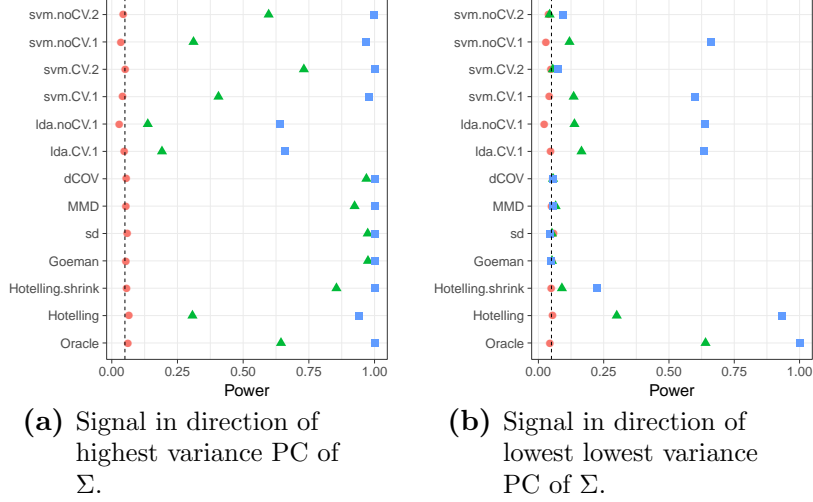 svm.noCV.2
svm.noCV.1
svm.CV.2
svm.CV.1
lda.noCV.1
lda.CV.1
dCOV
MMD
sd
Goeman
Hotelling.shrink
Hotelling
Oracle
0.00 0.25 0.50 0.75 1.00
Power
(a) Signal in direction of
highest variance PC of
Σ.
svm.noCV.2
svm.noCV.1
svm.CV.2
svm.CV.1
lda.noCV.1
lda.CV.1
dCOV
MMD
sd
Goeman
Hotelling.shrink
Hotelling
Oracle
0.00 0.25 0.50 0.75 1.00
Power
(b) Signal in direction of
lowest lowest variance
PC of Σ.